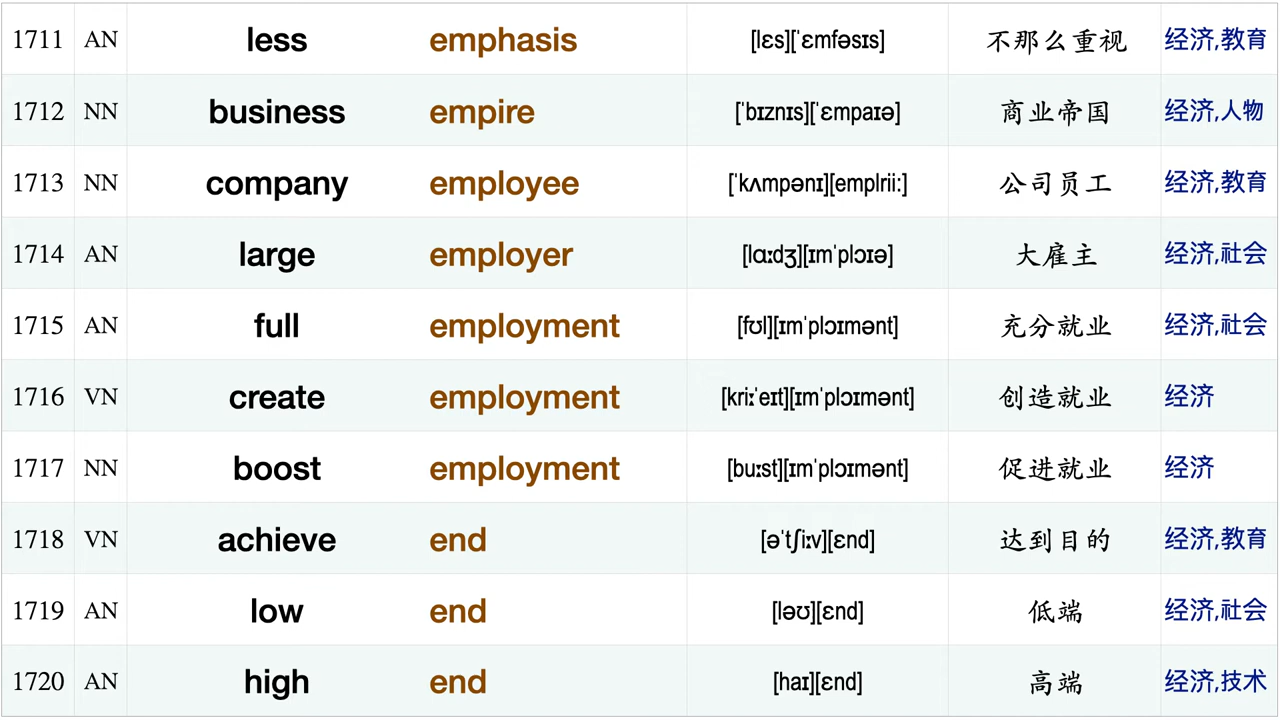 1711 AN less emphasis [lɛs][ˈɛmfəsɪs] 不那么重视 经济,教育
1712 NN business empire [ˈbɪznɪs][ˈɛmpaɪə] 商业帝国 经济,人物
1713 NN company employee [ˈkʌmpənɪ][emplrii:] 公司员工 经济,教育
1714 AN large employer [lɑːdʒ][ɪmˈplɔɪə] 大雇主 经济,社会
1715 AN full employment [fʊl][ɪmˈplɔɪmənt] 充分就业 经济,社会
1716 VN create employment [kriːˈeɪt][ɪmˈplɔɪmənt] 创造就业 经济
1717 NN boost employment [buːst][ɪmˈplɔɪmənt] 促进就业 经济
1718 VN achieve end [əˈtʃiːv][ɛnd] 达到目的 经济,教育
1719 AN low end [ləʊ][ɛnd] 低端 经济,社会
1720 AN high end [haɪ][ɛnd] 高端 经济,技术